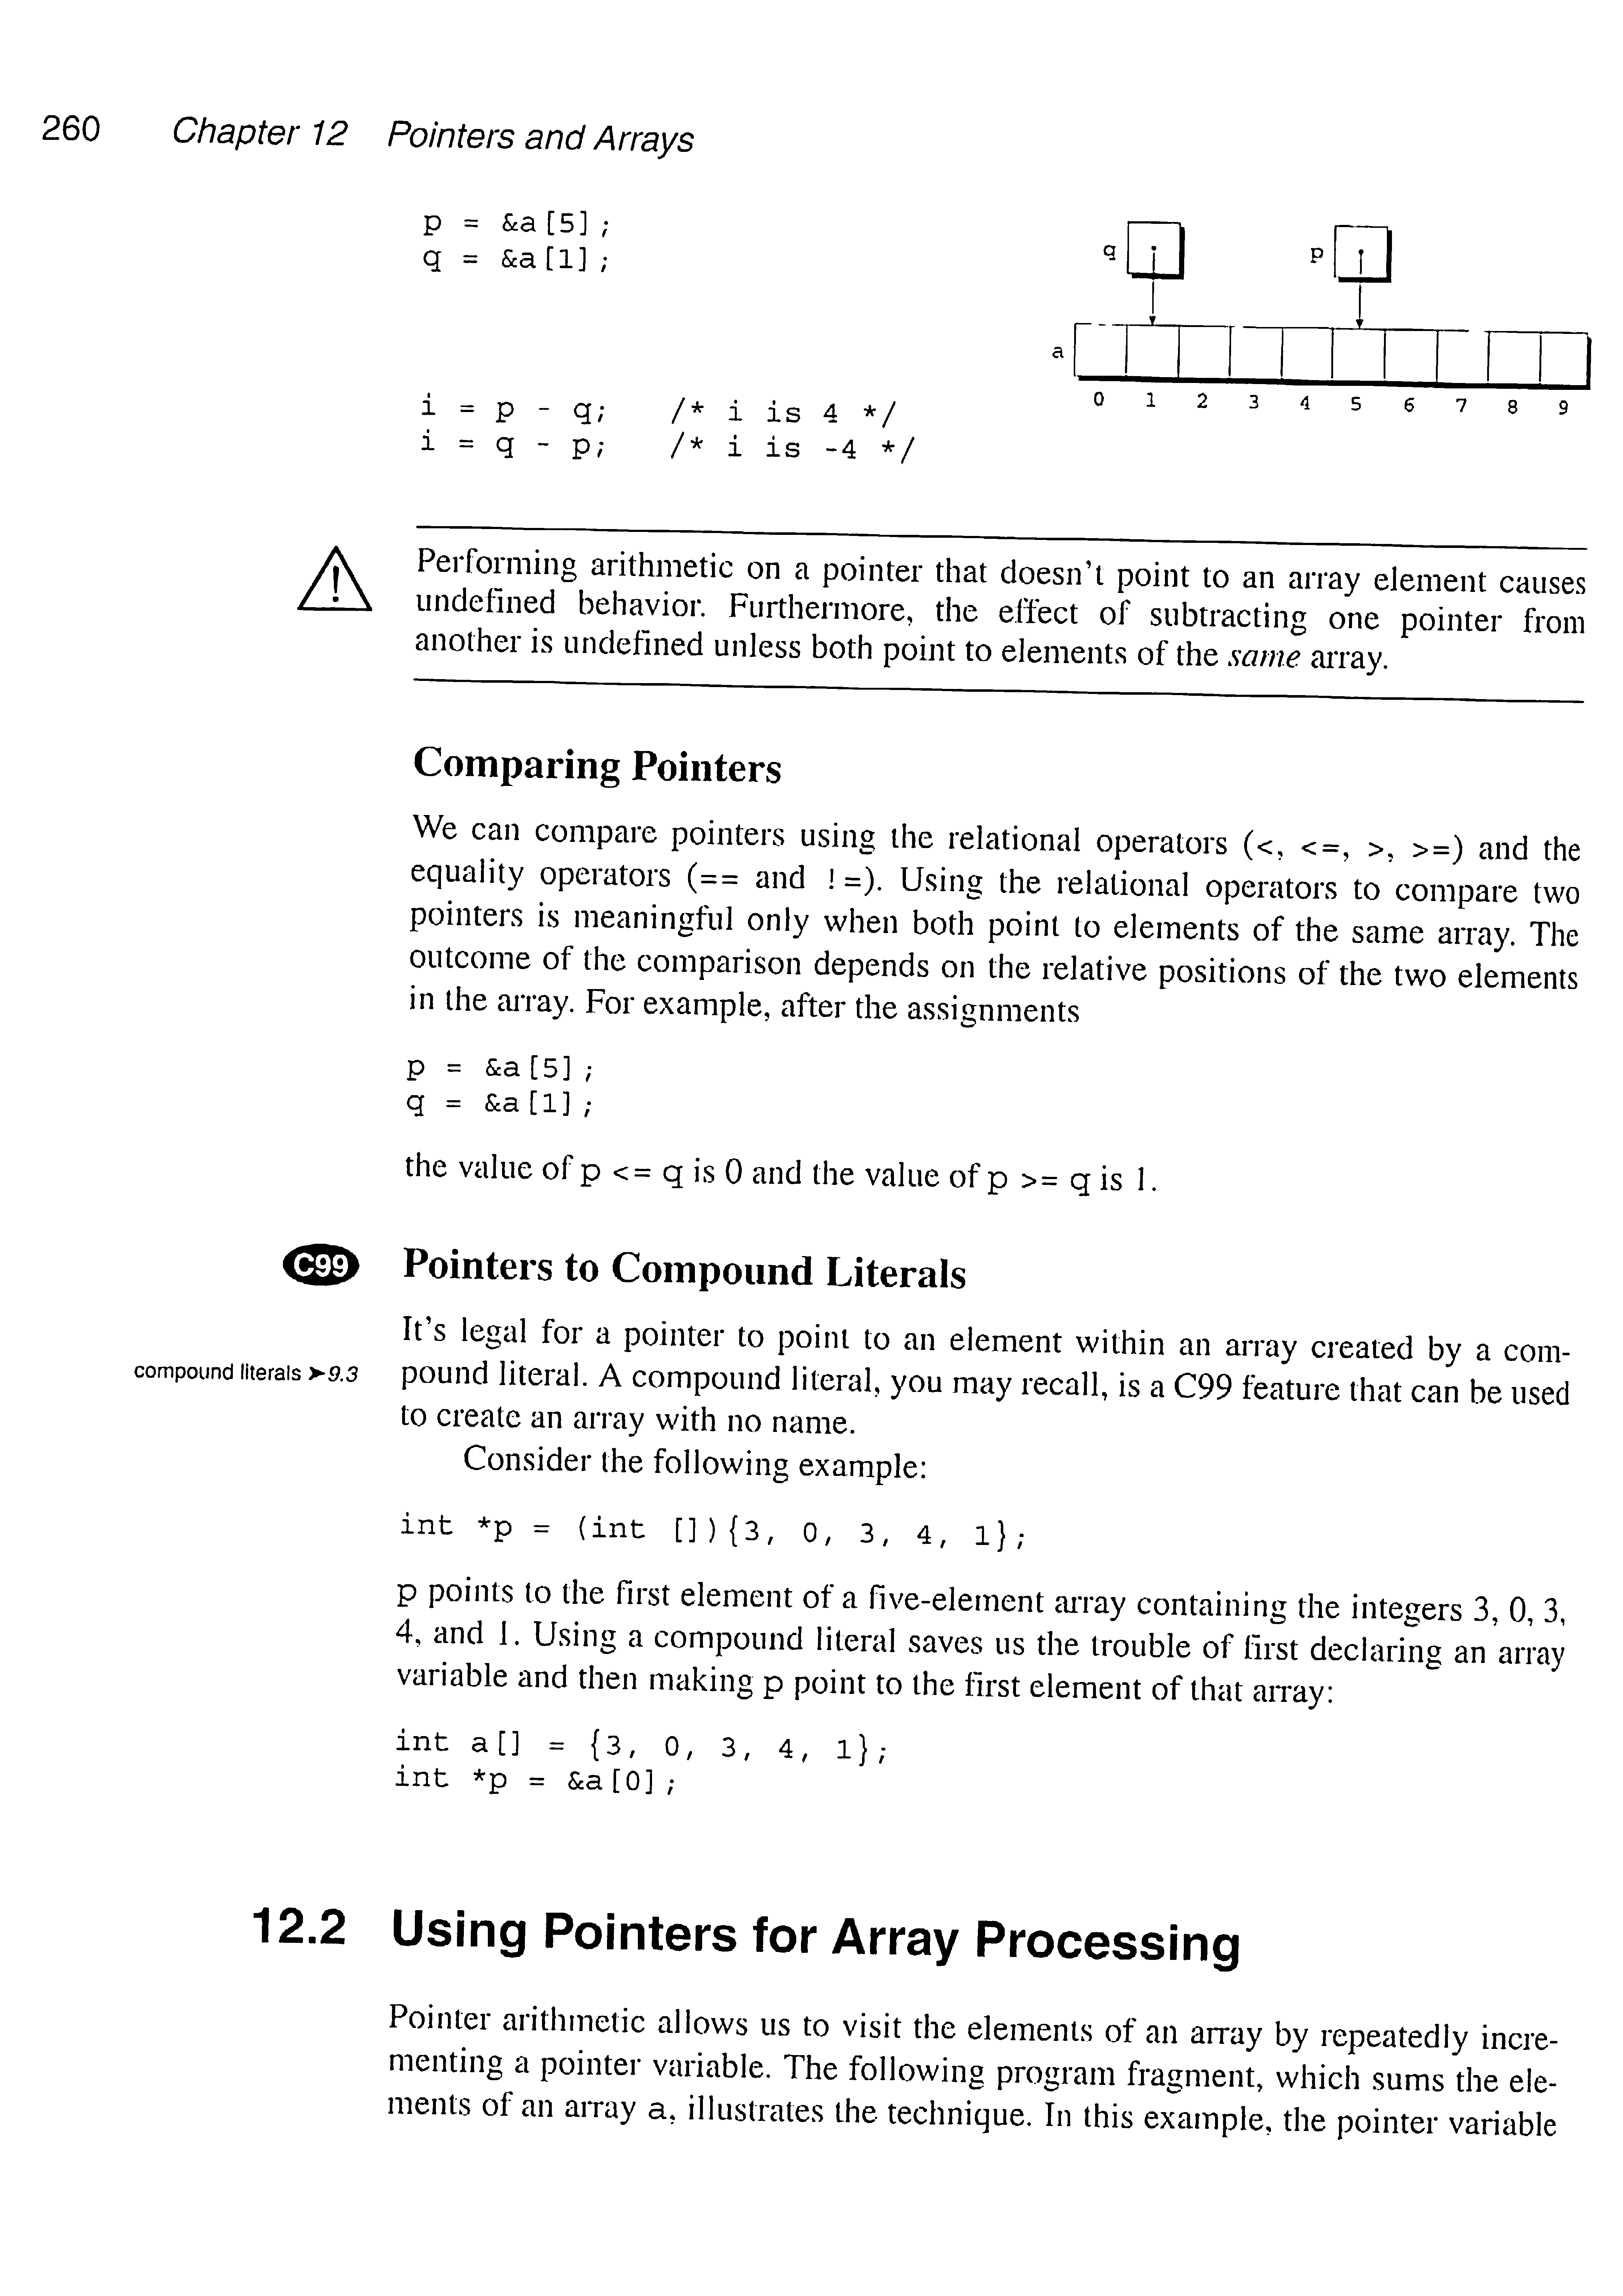 260 Chapter 12 Pointers and Arrays
p = &a[5];
q = &a[1];
q p
a
0 1 2 3 4 5 6 7 8 9
i = p - q; /* i is 4 */
i = q - p; /* i is -4 */
Performing arithmetic on a pointer that doesn't point to an array element causes
undefined behavior. Furthermore, the effect of subtracting one pointer from
another is undefined unless both point to elements of the same array.
Comparing Pointers
We can compare pointers using the relational operators (<, <=, >, >=) and the
equality operators (== and !=). Using the relational operators to compare two
pointers is meaningful only when both point to elements of the same array. The
outcome of the comparison depends on the relative positions of the two elements
in the array. For example, after the assignments
p = &a[5];
q = &a[1];
the value of p <= q is 0 and the value of p >= q is 1.
C99 Pointers to Compound Literals
It's legal for a pointer to point to an element within an array created by a com-
compound literals ➤9.3 pound literal. A compound literal, you may recall, is a C99 feature that can be used
to create an array with no name.
Consider the following example:
int *p = (int []){3, 0, 3, 4, 1};
p points to the first element of a five-element array containing the integers 3, 0, 3,
4, and 1. Using a compound literal saves us the trouble of first declaring an array
variable and then making p point to the first element of that array:
int a[] = {3, 0, 3, 4, 1};
int *p = &a[0];
12.2 Using Pointers for Array Processing
Pointer arithmetic allows us to visit the elements of an array by repeatedly incre-
menting a pointer variable. The following program fragment, which sums the ele-
ments of an array a, illustrates the technique. In this example, the pointer variable